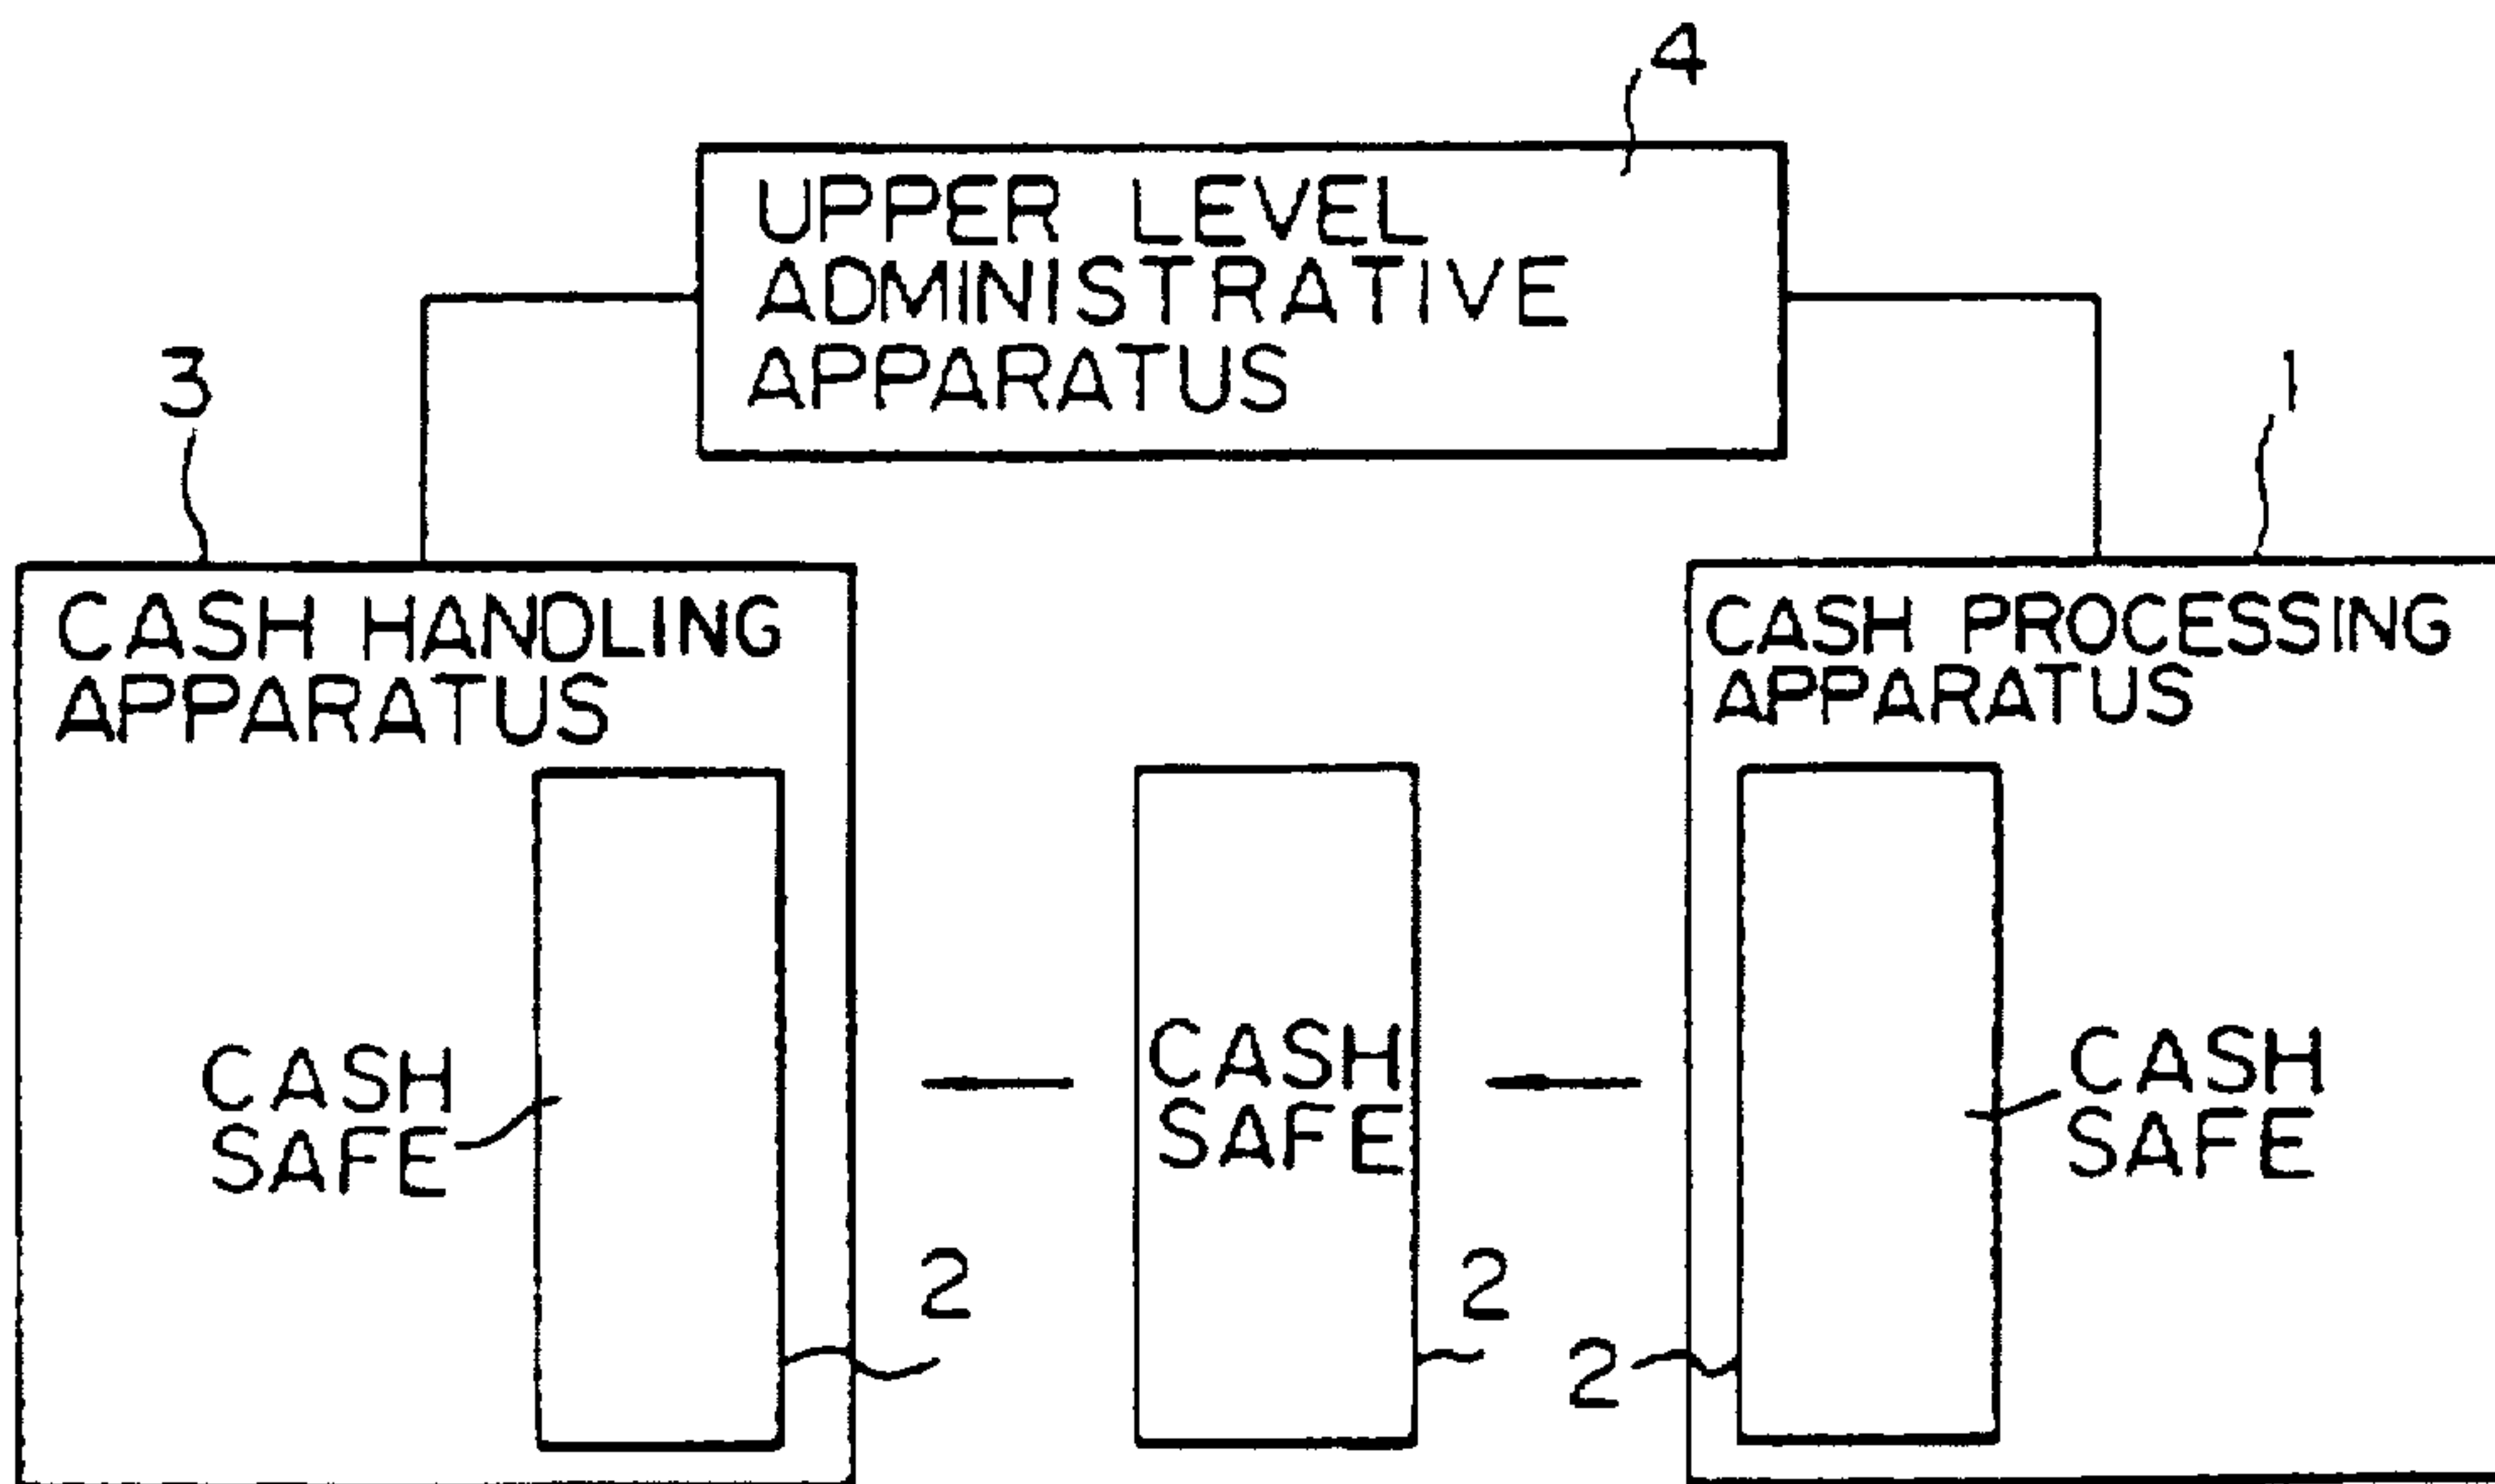 4
UPPER LEVEL
ADMINISTRATIVE
APPARATUS
3
1
CASH HANDLING
APPARATUS
CASH PROCESSING
APPARATUS
CASH
SAFE
CASH
SAFE
CASH
SAFE
2
2
2